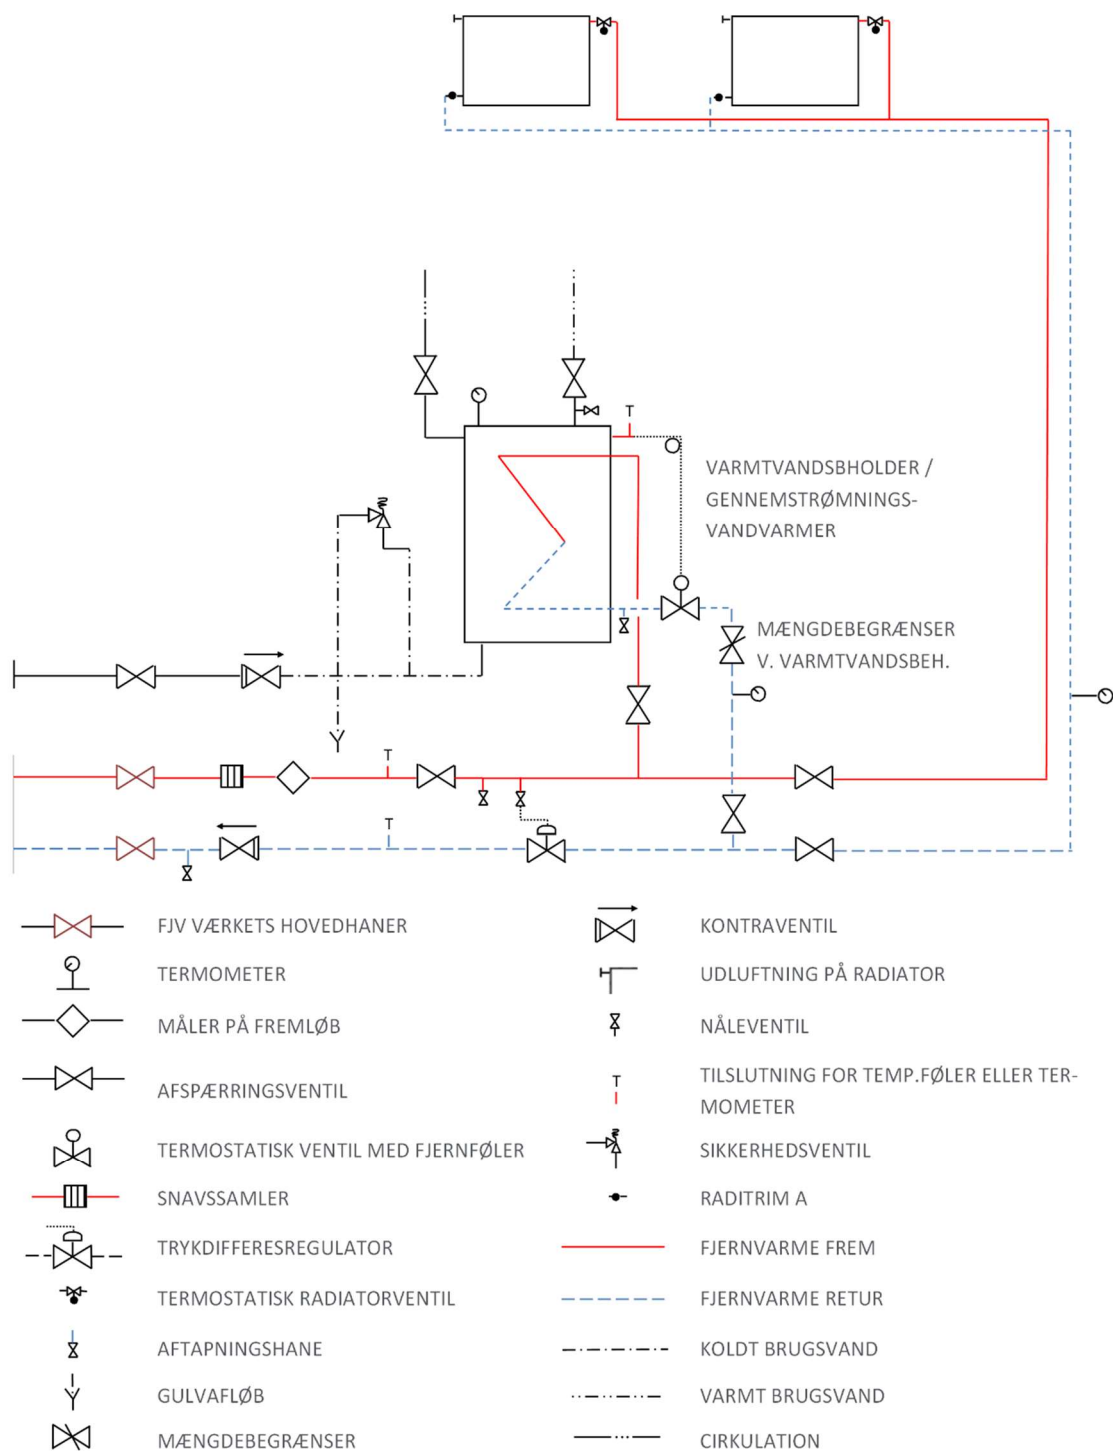 T
VARMTVANDSBHOLDER /
GENNEMSTRØMNINGS-
VANDVARMER
MÆNGDEBEGRÆNSER
V. VARMTVANDSBEH.
T
T
FJV VÆRKETS HOVEDHANER
TERMOMETER
MÅLER PÅ FREMLØB
AFSPÆRRINGSVENTIL
TERMOSTATISK VENTIL MED FJERNFØLER
SNAVSSAMLER
TRYKDIFFERESREGULATOR
TERMOSTATISK RADIATORVENTIL
AFTAPNINGSHANE
GULVAFLØB
MÆNGDEBEGRÆNSER
KONTRAVENTIL
UDLUFTNING PÅ RADIATOR
NÅLEVENTIL
T
TILSLUTNING FOR TEMP.FØLER ELLER TER-
MOMETER
SIKKERHEDSVENTIL
RADITRIM A
FJERNVARME FREM
FJERNVARME RETUR
KOLDT BRUGSVAND
VARMT BRUGSVAND
CIRKULATION